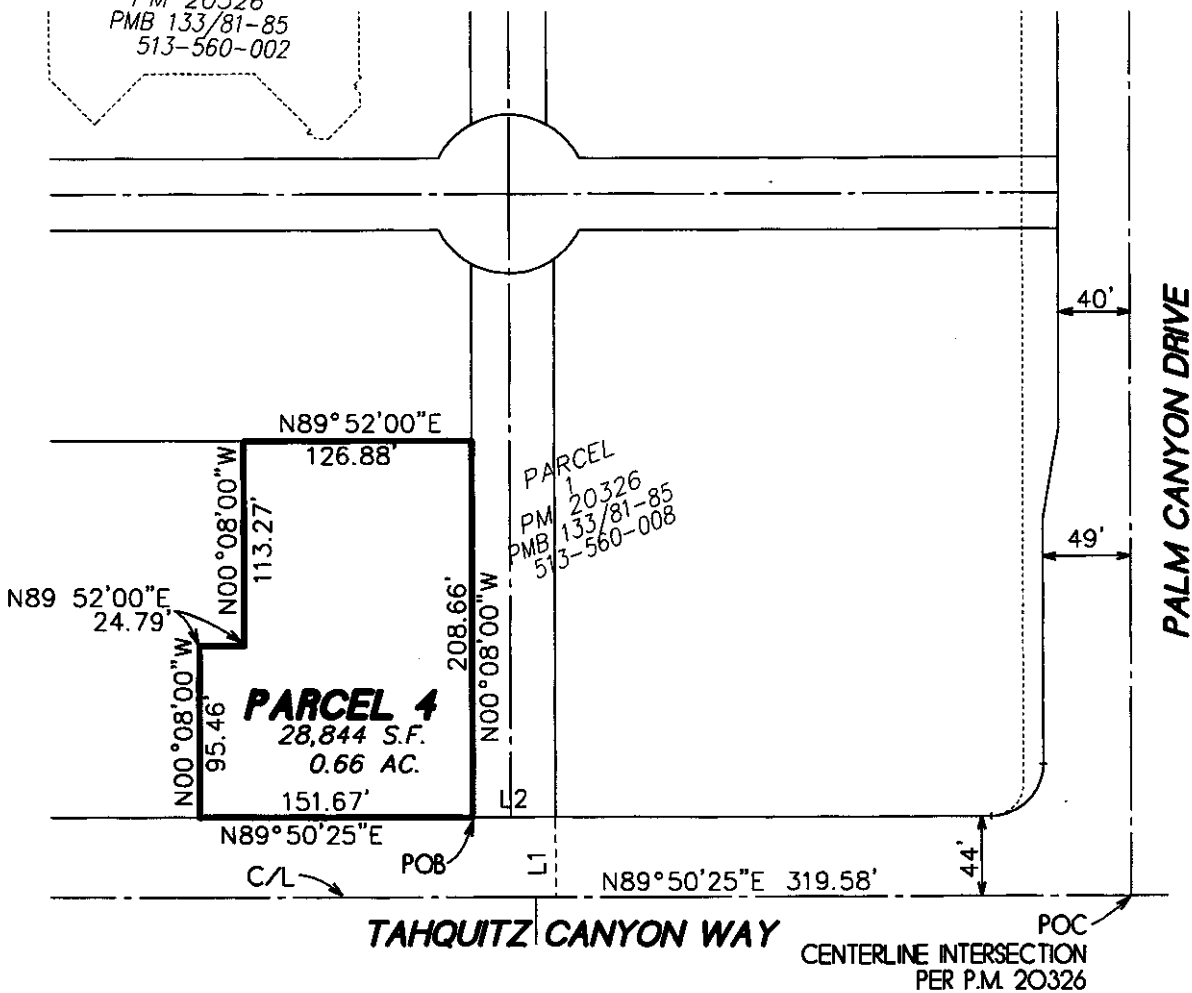 PM 20326
PMB 133/81-85
513-560-002
40'
PALM CANYON DRIVE
N89°52'00"E
126.88'
N00°08'00"W
113.27'
PARCEL
1
PM 20326
PMB 133/81-85
513-560-008
49'
N89 52'00"E
24.79'
208.66'
N00°08'00"W
N00°08'00"W
95.46'
PARCEL 4
28,844 S.F.
0.66 AC.
151.67'
L2
N89°50'25"E
POB
L1
44'
C/L
N89°50'25"E 319.58'
TAHQUITZ CANYON WAY
POC
CENTERLINE INTERSECTION
PER P.M. 20326